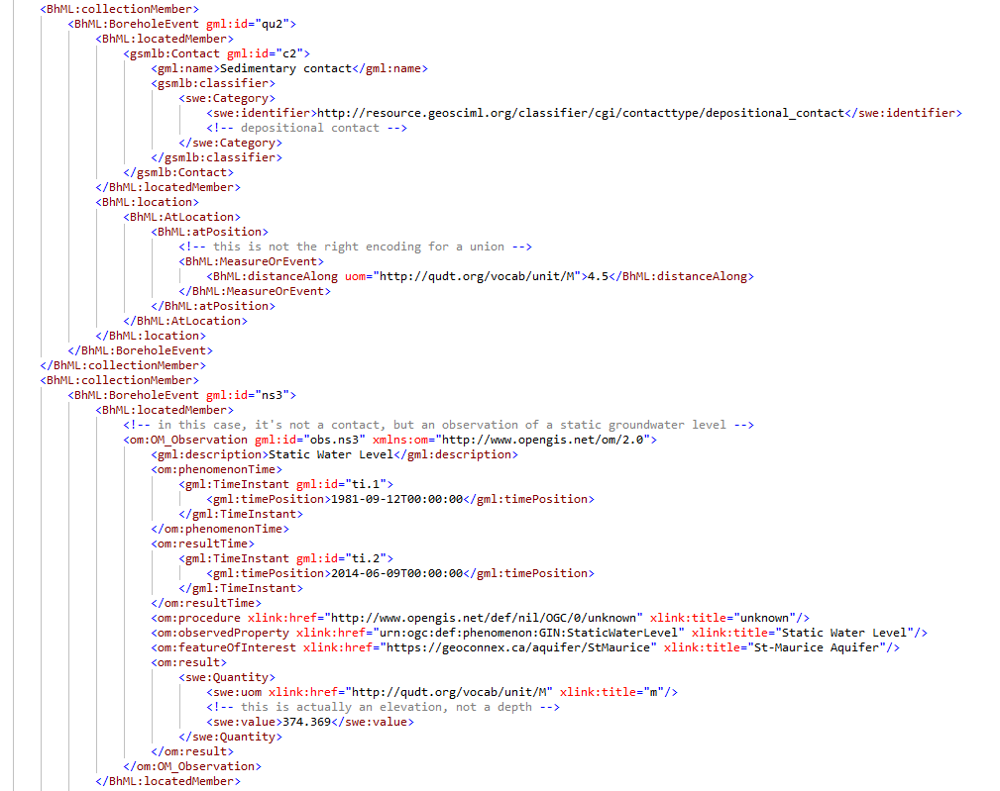 <BhML:collectionMember>
<BhML:BoreholeEvent gml:id="qu2">
<BhML:locatedMember>
<gsmlb:Contact gml:id="c2">
<gml:name>Sedimentary contact</gml:name>
<gsmlb:classifier>
<swe:Category>
<swe:identifier>http://resource.geosciml.org/classifier/cgi/contacttype/depositional_contact</swe:identifier>
<!-- depositional contact -->
</swe:Category>
</gsmlb:classifier>
</gsmlb:Contact>
</BhML:locatedMember>
<BhML:location>
<BhML:AtLocation>
<BhML:atPosition>
<!-- this is not the right encoding for a union -->
<BhML:MeasureOrEvent>
<BhML:distanceAlong uom="http://qudt.org/vocab/unit/M">4.5</BhML:distanceAlong>
</BhML:MeasureOrEvent>
</BhML:atPosition>
</BhML:AtLocation>
</BhML:location>
</BhML:BoreholeEvent>
</BhML:collectionMember>
<BhML:collectionMember>
<BhML:BoreholeEvent gml:id="ns3">
<BhML:locatedMember>
<!-- in this case, it's not a contact, but an observation of a static groundwater level -->
<om:OM_Observation gml:id="obs.ns3" xmlns:om="http://www.opengis.net/om/2.0">
<gml:description>Static Water Level</gml:description>
<om:phenomenonTime>
<gml:TimeInstant gml:id="ti.1">
<gml:timePosition>1981-09-12T00:00:00</gml:timePosition>
</gml:TimeInstant>
</om:phenomenonTime>
<om:resultTime>
<gml:TimeInstant gml:id="ti.2">
<gml:timePosition>2014-06-09T00:00:00</gml:timePosition>
</gml:TimeInstant>
</om:resultTime>
<om:procedure xlink:href="http://www.opengis.net/def/nil/OGC/0/unknown" xlink:title="unknown"/>
<om:observedProperty xlink:href="urn:ogc:def:phenomenon:GIN:StaticWaterLevel" xlink:title="Static Water Level"/>
<om:featureOfInterest xlink:href="https://geoconnex.ca/aquifer/StMaurice" xlink:title="St-Maurice Aquifer"/>
<om:result>
<swe:Quantity>
<swe:uom xlink:href="http://qudt.org/vocab/unit/M" xlink:title="m"/>
<!-- this is actually an elevation, not a depth -->
<swe:value>374.369</swe:value>
</swe:Quantity>
</om:result>
</om:OM_Observation>
</BhML:locatedMember>